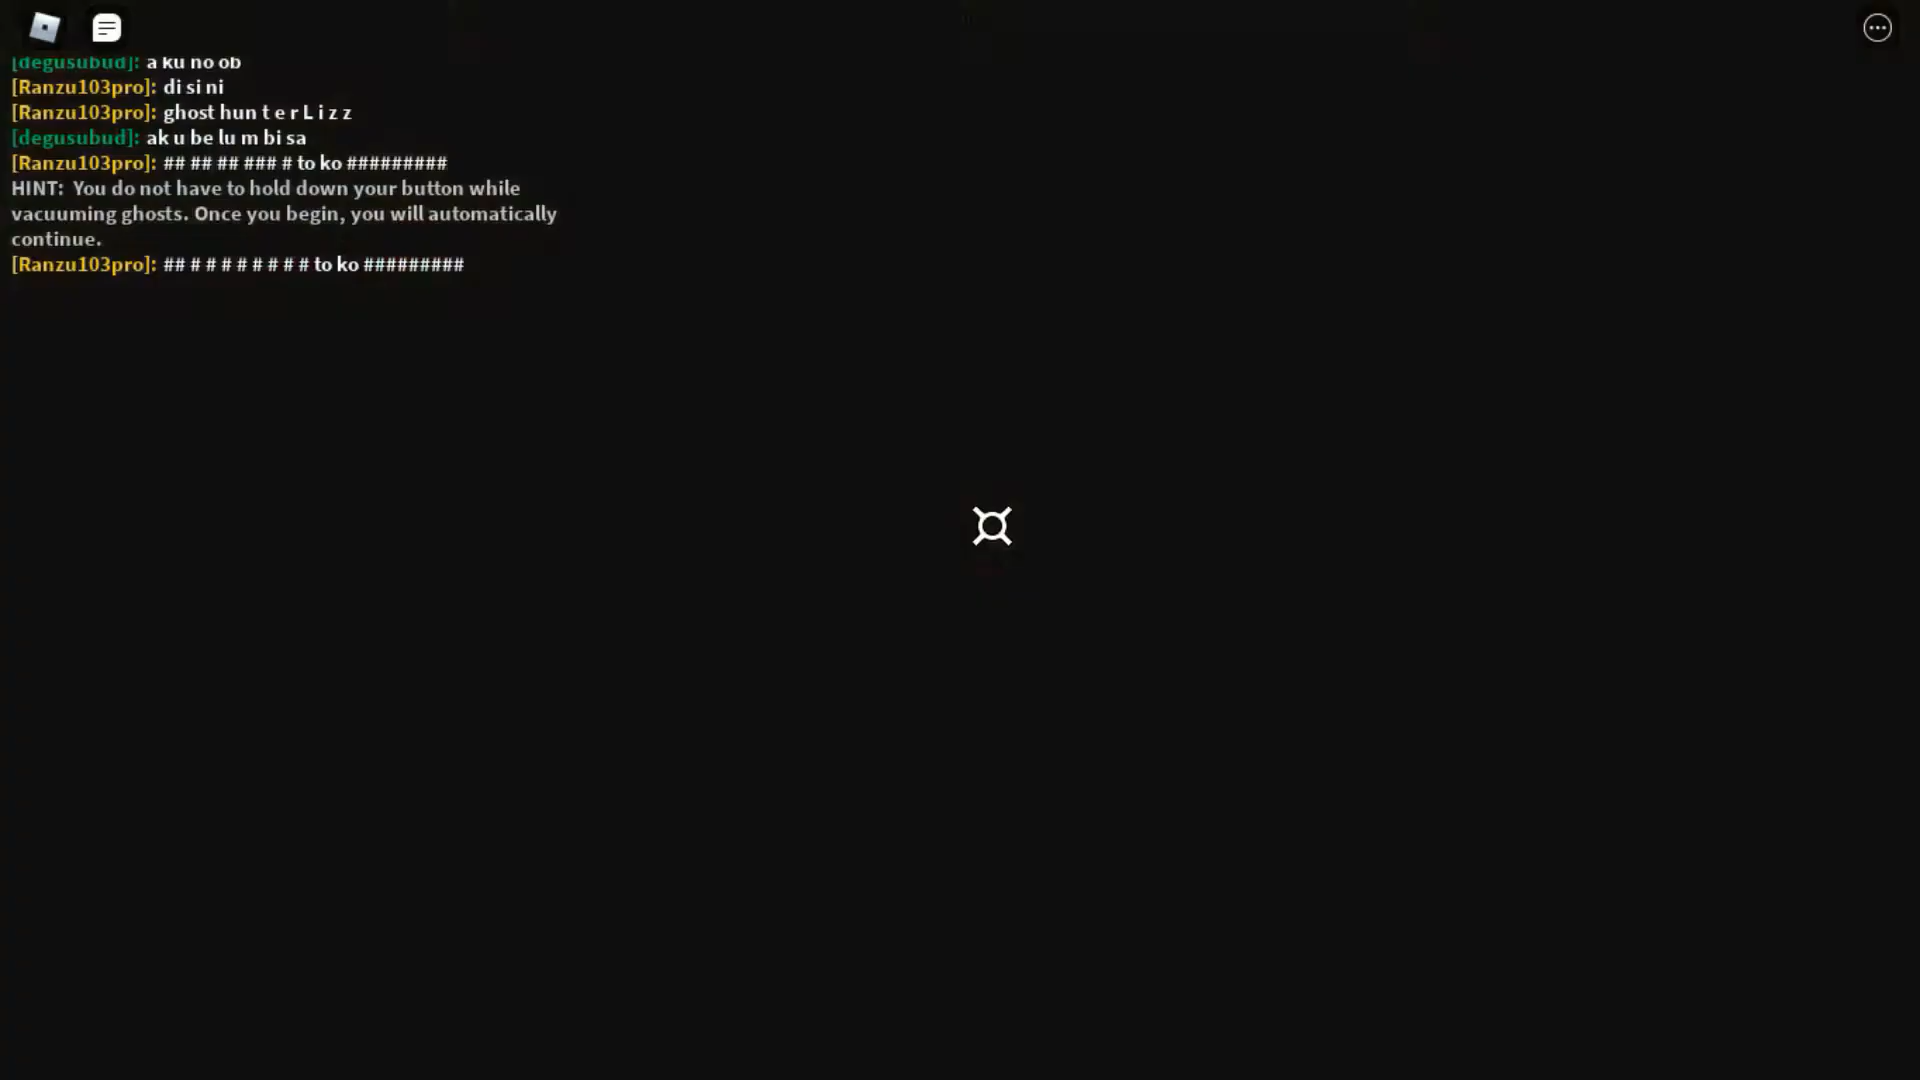 [degusubud]: a ku no ob
[Ranzu103pro]: di si ni
[Ranzu103pro]: ghost hun t e r L i z z
[degusubud]: ak u be lu m bi sa
[Ranzu103pro]: ## ## ## ### # to ko #########
HINT: You do not have to hold down your button while
vacuuming ghosts. Once you begin, you will automatically
continue.
[Ranzu103pro]: ## # # # # # # # # to ko #########